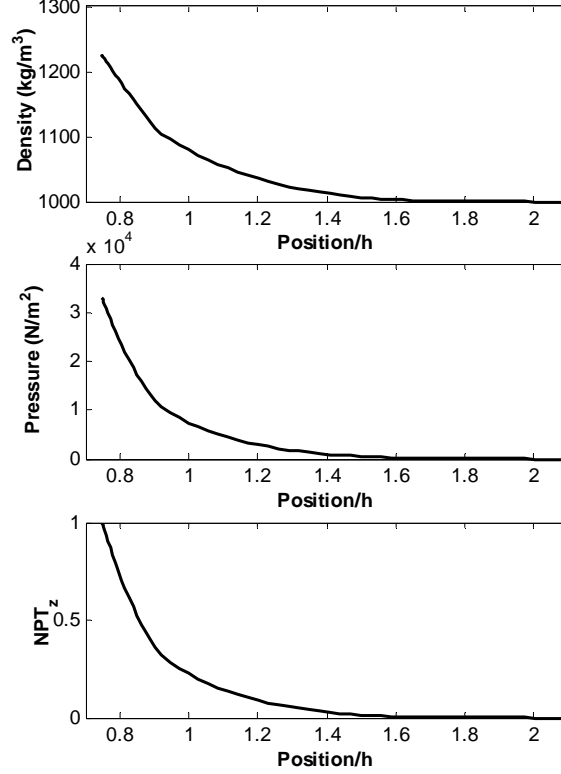 1300
1200
1100
1000
Density (kg/m³)
0.8 1 1.2 1.4 1.6 1.8 2
Position/h
x 10⁴
4
3
2
1
0
Pressure (N/m²)
0.8 1 1.2 1.4 1.6 1.8 2
Position/h
1
0.5
0
NPT_z
0.8 1 1.2 1.4 1.6 1.8 2
Position/h